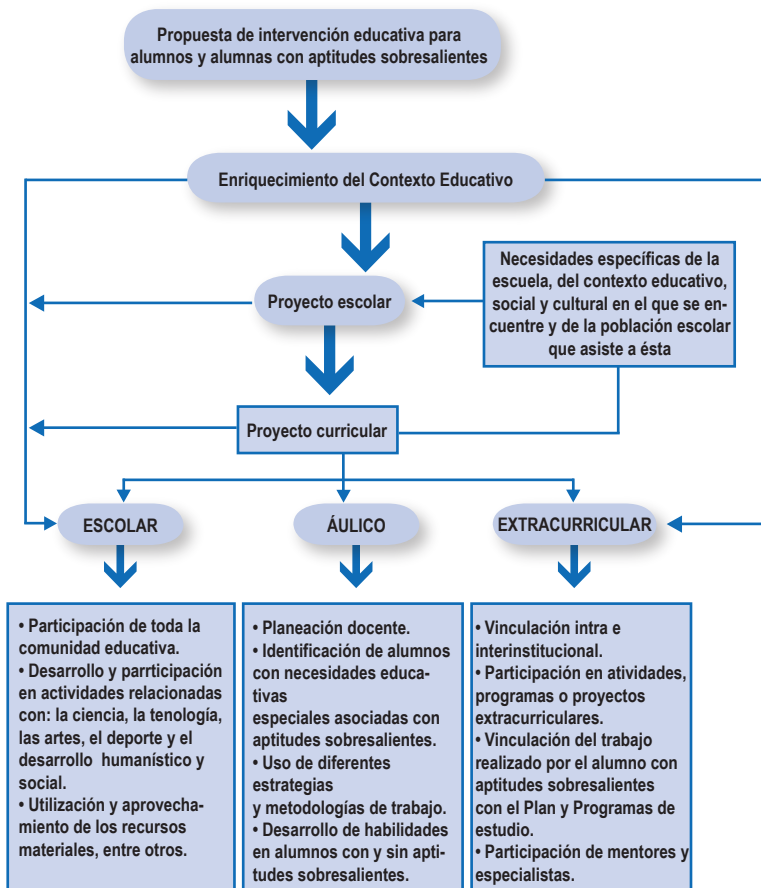 Propuesta de intervención educativa para
alumnos y alumnas con aptitudes sobresalientes
Enriquecimiento del Contexto Educativo
Necesidades específicas de la
escuela, del contexto educativo,
social y cultural en el que se en-
cuentre y de la población escolar
que asiste a ésta
Proyecto escolar
Proyecto curricular
ESCOLAR
ÁULICO
EXTRACURRICULAR
• Participación de toda la
comunidad educativa.
• Desarrollo y parrticipación
en actividades relacionadas
con: la ciencia, la tenología,
las artes, el deporte y el
desarrollo humanístico y
social.
• Utilización y aprovecha-
miento de los recursos
materiales, entre otros.
• Planeación docente.
• Identificación de alumnos
con necesidades educa-
tivas
especiales asociadas con
aptitudes sobresalientes.
• Uso de diferentes
estrategias
y metodologías de trabajo.
• Desarrollo de habilidades
en alumnos con y sin apti-
tudes sobresalientes.
• Vinculación intra e
interinstitucional.
• Participación en atividades,
programas o proyectos
extracurriculares.
• Vinculación del trabajo
realizado por el alumno con
aptitudes sobresalientes
con el Plan y Programas de
estudio.
• Participación de mentores y
especialistas.